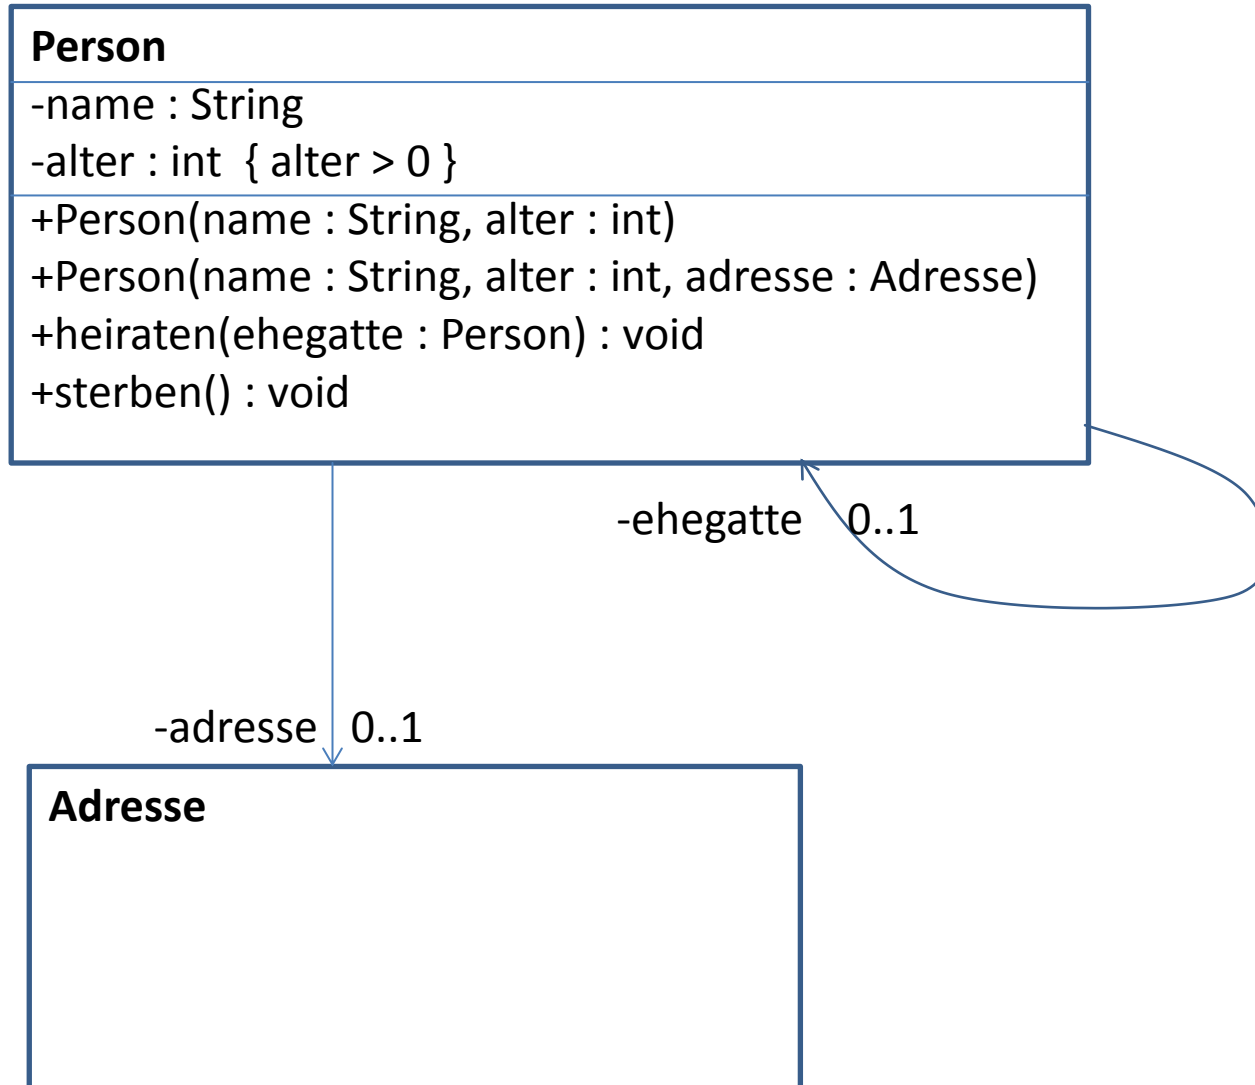 Person
-name : String
-alter : int  { alter > 0 }
+Person(name : String, alter : int)
+Person(name : String, alter : int, adresse : Adresse)
+heiraten(ehegatte : Person) : void
+sterben() : void
-ehegatte 0..1
-adresse 0..1
Adresse